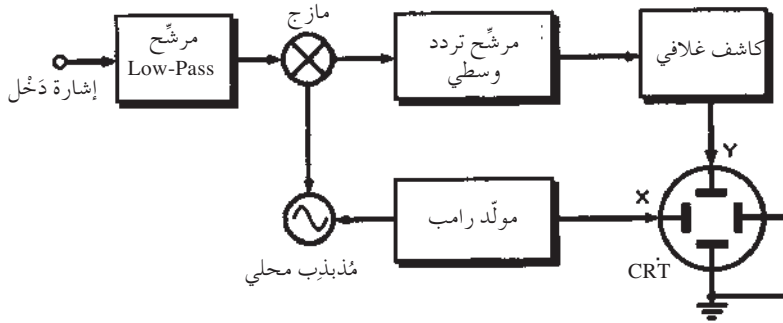 مازج
مرشِّح
Low-Pass
مرشِّح تردد
وسطي
كاشف غلافي
إشارة دَخْل
Y
X
مولّد رامب
مُذبذِب محلي
CRT